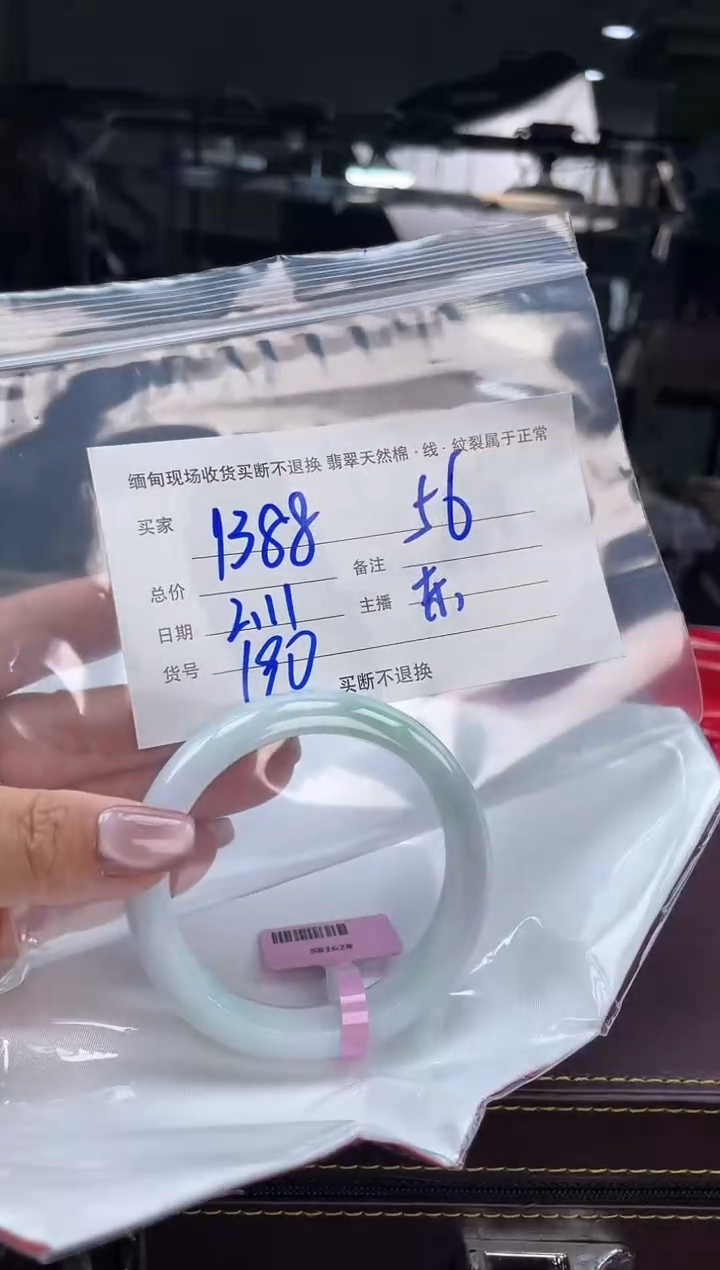 缅甸现场收货买断不退换 翡翠天然棉·线·纹裂属于正常
买家 1388 56
总价 备注
日期 2.11 主播
货号 190
买断不退换